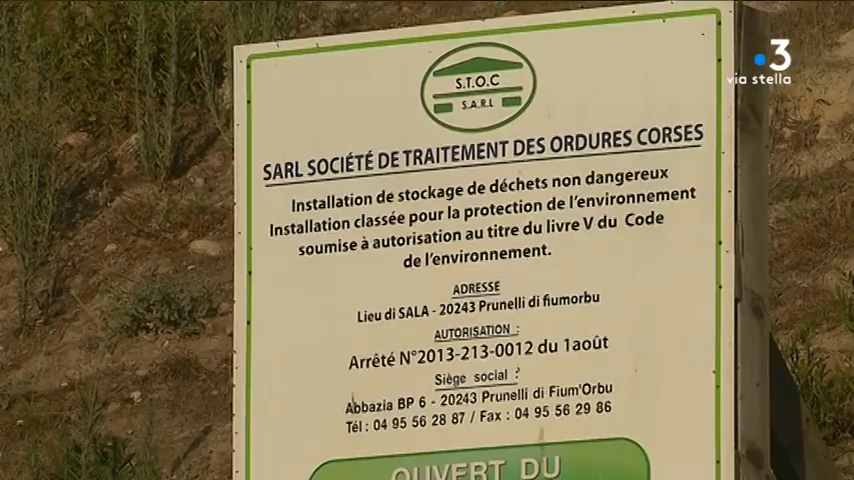 3
via stella
S.T.O.C
S.A.R.L
SARL SOCIÉTÉ DE TRAITEMENT DES ORDURES CORSES
Installation de stockage de déchets non dangereux
Installation classée pour la protection de l'environnement
soumise à autorisation au titre du livre V du Code
de l'environnement.
ADRESSE
Lieu di SALA - 20243 Prunelli di fiumorbu
AUTORISATION :
Arrêté N°2013-213-0012 du 1août
Siège social :
Abbazia BP 6 - 20243 Prunelli di Fium'Orbu
Tél : 04 95 56 28 87 / Fax : 04 95 56 29 86
OUVERT DU